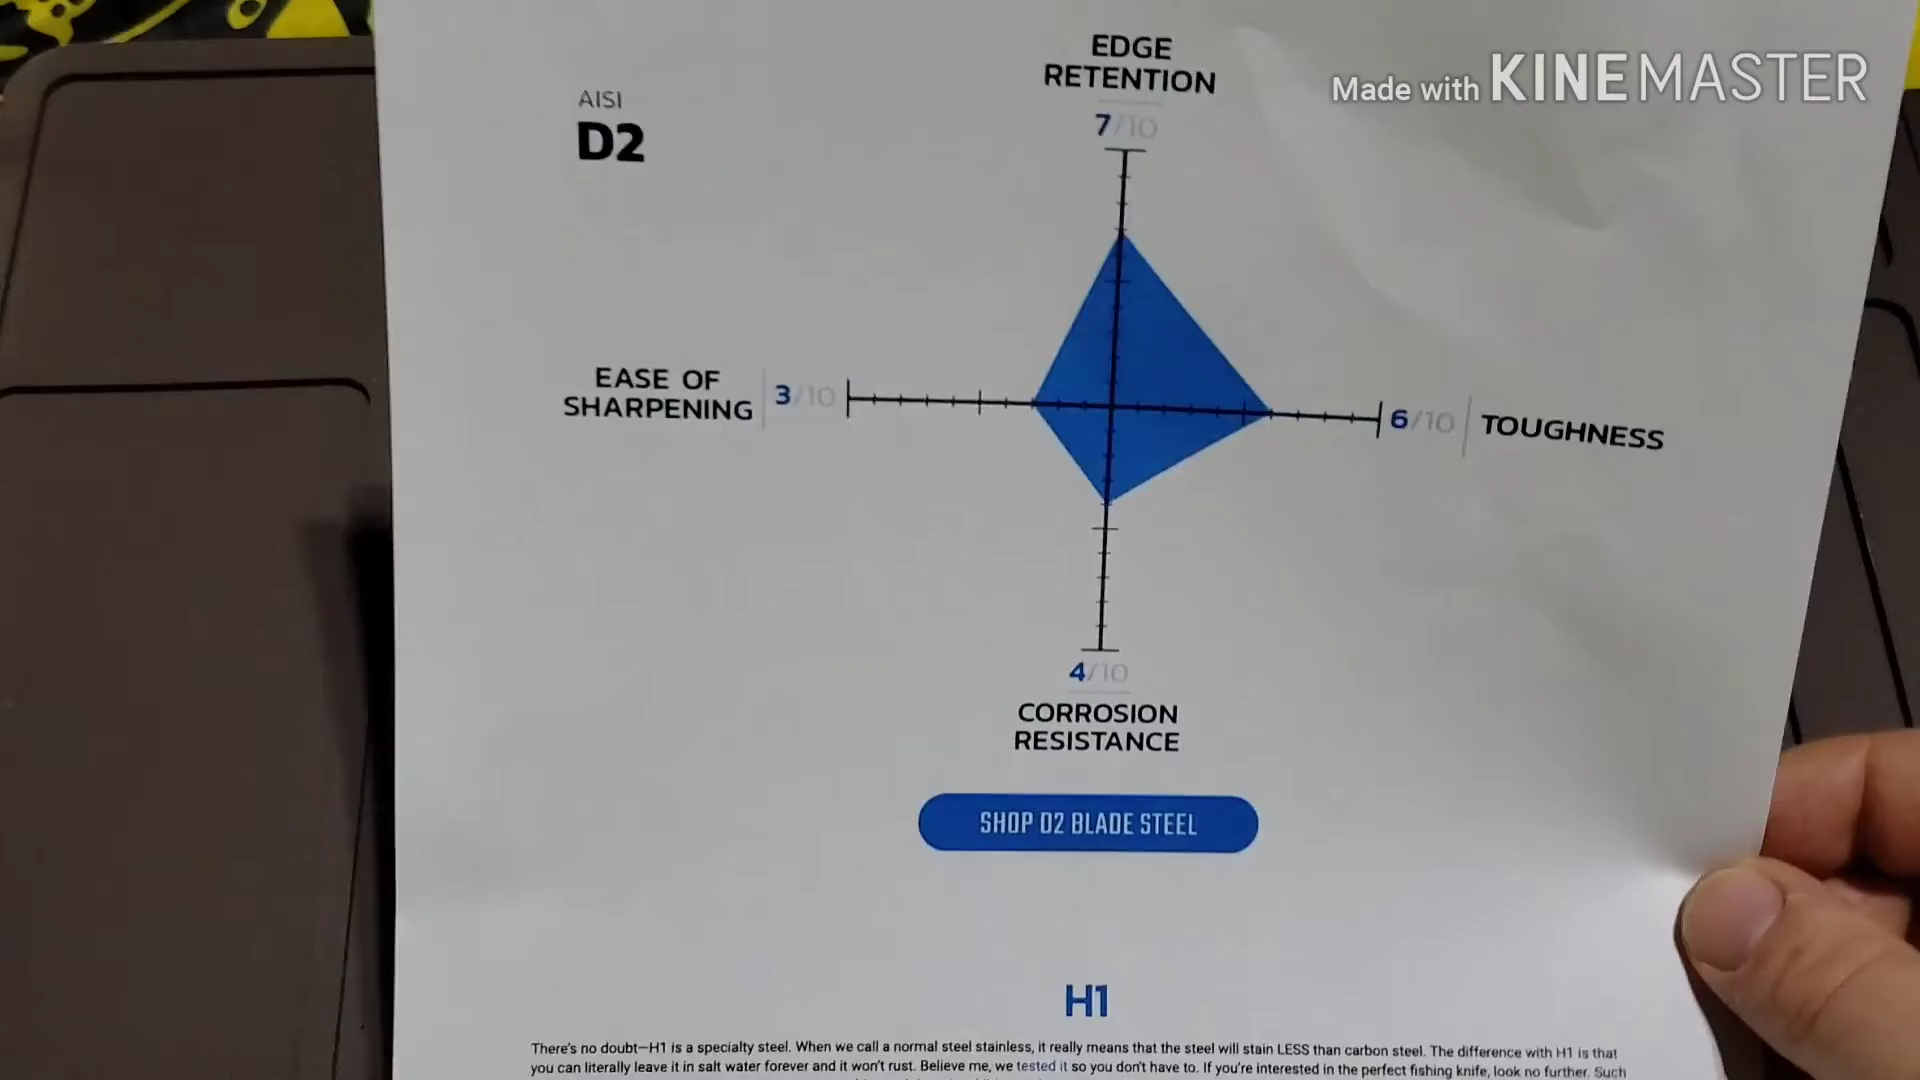 EDGE
RETENTION
7/10
Made with KINEMASTER
AISI
D2
EASE OF
SHARPENING
3/10
6/10
TOUGHNESS
4/10
CORROSION
RESISTANCE
SHOP D2 BLADE STEEL
H1
There's no doubt—H1 is a specialty steel. When we call a normal steel stainless, it really means that the steel will stain LESS than carbon steel. The difference with H1 is that
you can literally leave it in salt water forever and it won't rust. Believe me, we tested it so you don't have to. If you're interested in the perfect fishing knife, look no further. Such